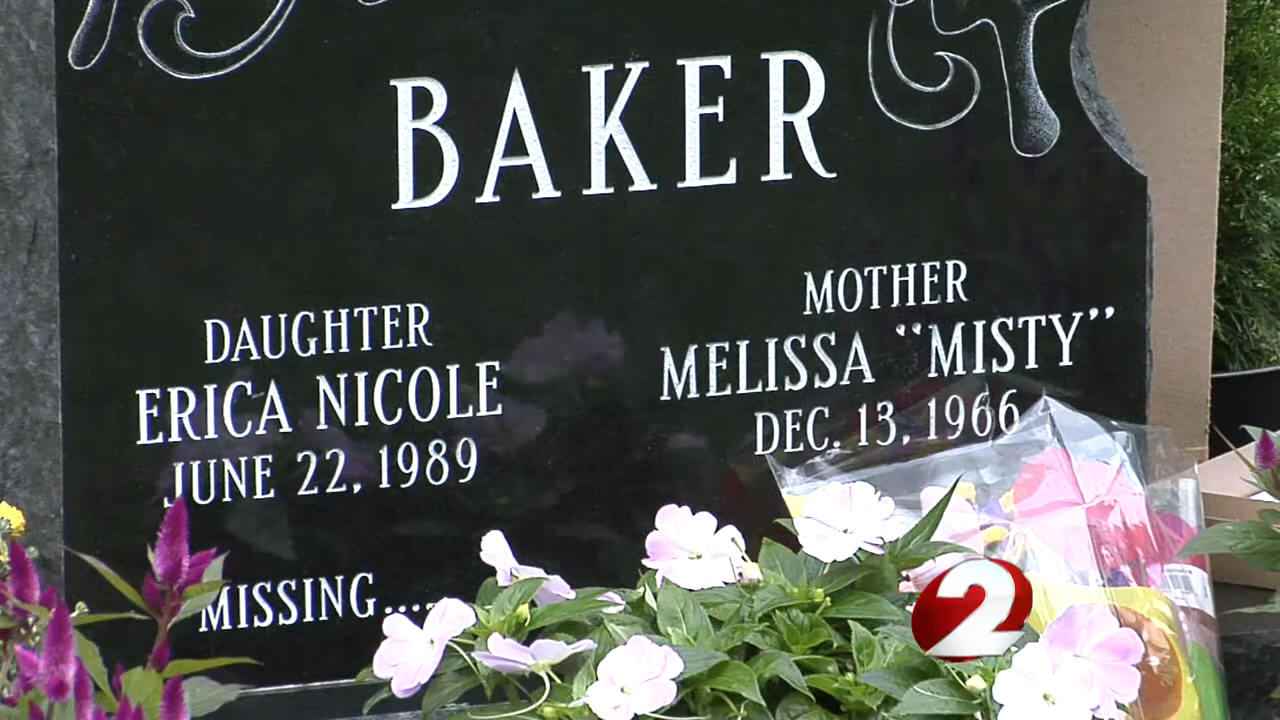 BAKER
DAUGHTER
ERICA NICOLE
JUNE 22, 1989
MISSING.....
MOTHER
MELISSA "MISTY"
DEC. 13, 1966
2